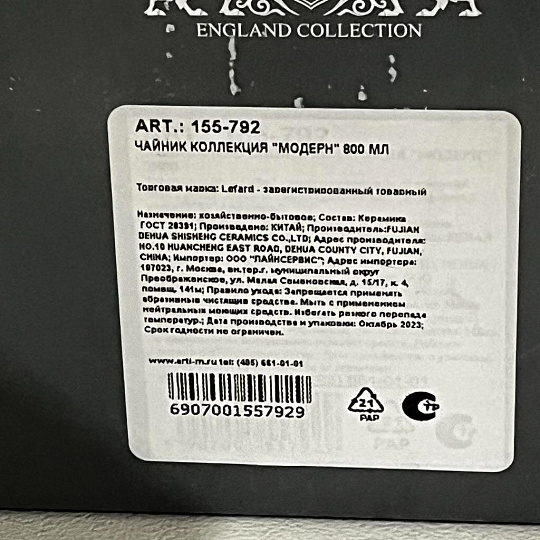 ENGLAND COLLECTION
ART.: 155-792
ЧАЙНИК КОЛЛЕКЦИЯ "МОДЕРН" 800 МЛ
Торговая марка: Lefard - зарегистрированный товарный
Назначение: хозяйственно-бытовое; Состав: Керамика
ГОСТ 28391; Произведено: КИТАЙ; Производитель:FUJIAN
DEHUA SHISHENG CERAMICS CO.,LTD; Адрес производителя:
NO.10 HUANCHENG EAST ROAD, DEHUA COUNTY CITY, FUJIAN,
CHINA; Импортер: ООО "ЛАЙНСЕРВИС"; Адрес импортера:
107023, г. Москва, вн.тер.г. муниципальный округ
Преображенское, ул. Малая Семеновская, д. 15/17, к. 4,
помещ. 141м; Правило ухода: Запрещается применять
абразивные чистящие средства. Мыть с применением
нейтральных моющих средств. Избегать резкого перепада
температур.; Дата производства и упаковки: Октябрь 2023;
Срок годности не ограничен.
www.arti-m.ru tel: (495) 661-01-01
6907001557929
21
PAP